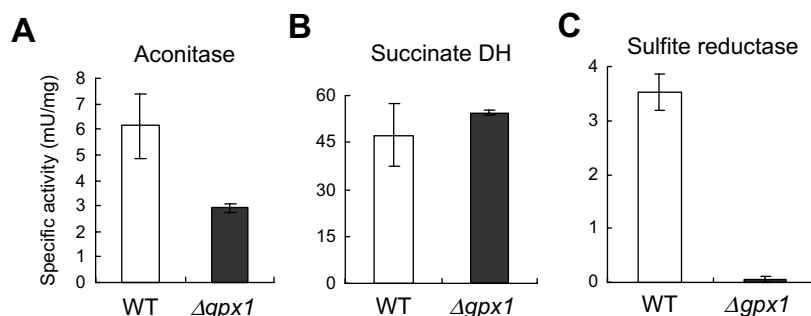 A
Aconitase
Specific activity (mU/mg)
8
7
6
5
4
3
2
1
0
WT
Δgpx1
B
Succinate DH
60
45
30
15
0
WT
Δgpx1
C
Sulfite reductase
4
3
2
1
0
WT
Δgpx1